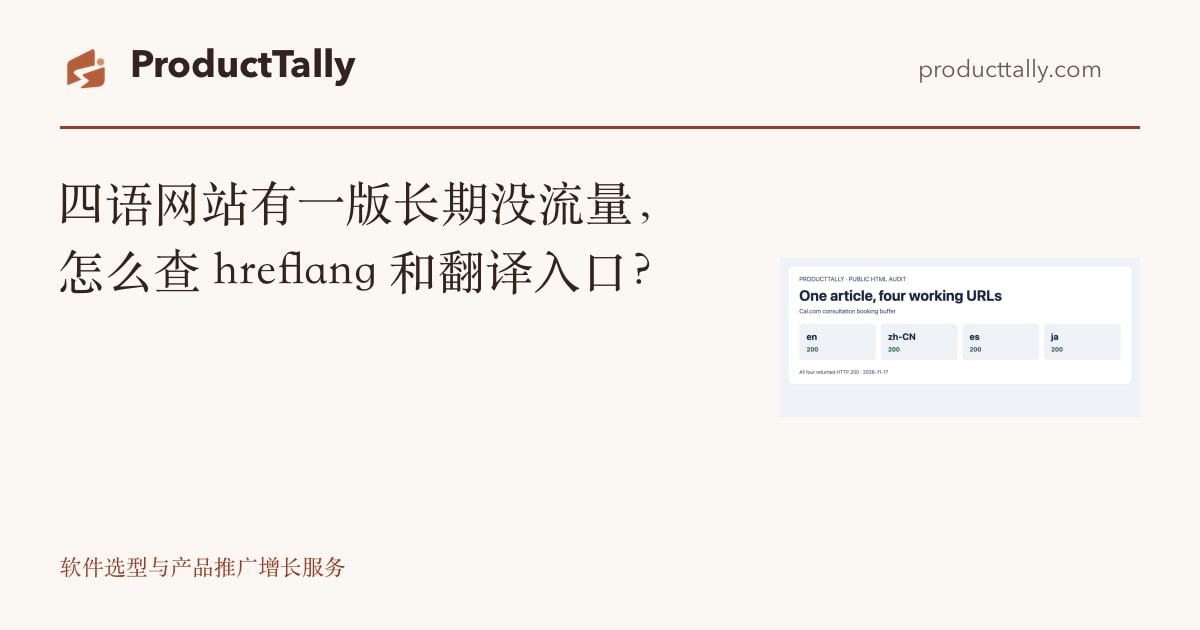 ProductTally
producttally.com
四语网站有一版长期没流量，
怎么查 hreflang 和翻译入口？
PRODUCTTALLY · PUBLIC HTML AUDIT
One article, four working URLs
Cal.com consultation booking buffer
en
200
zh-CN
200
es
200
ja
200
All four returned HTTP 200 · 2026-11-17
软件选型与产品推广增长服务